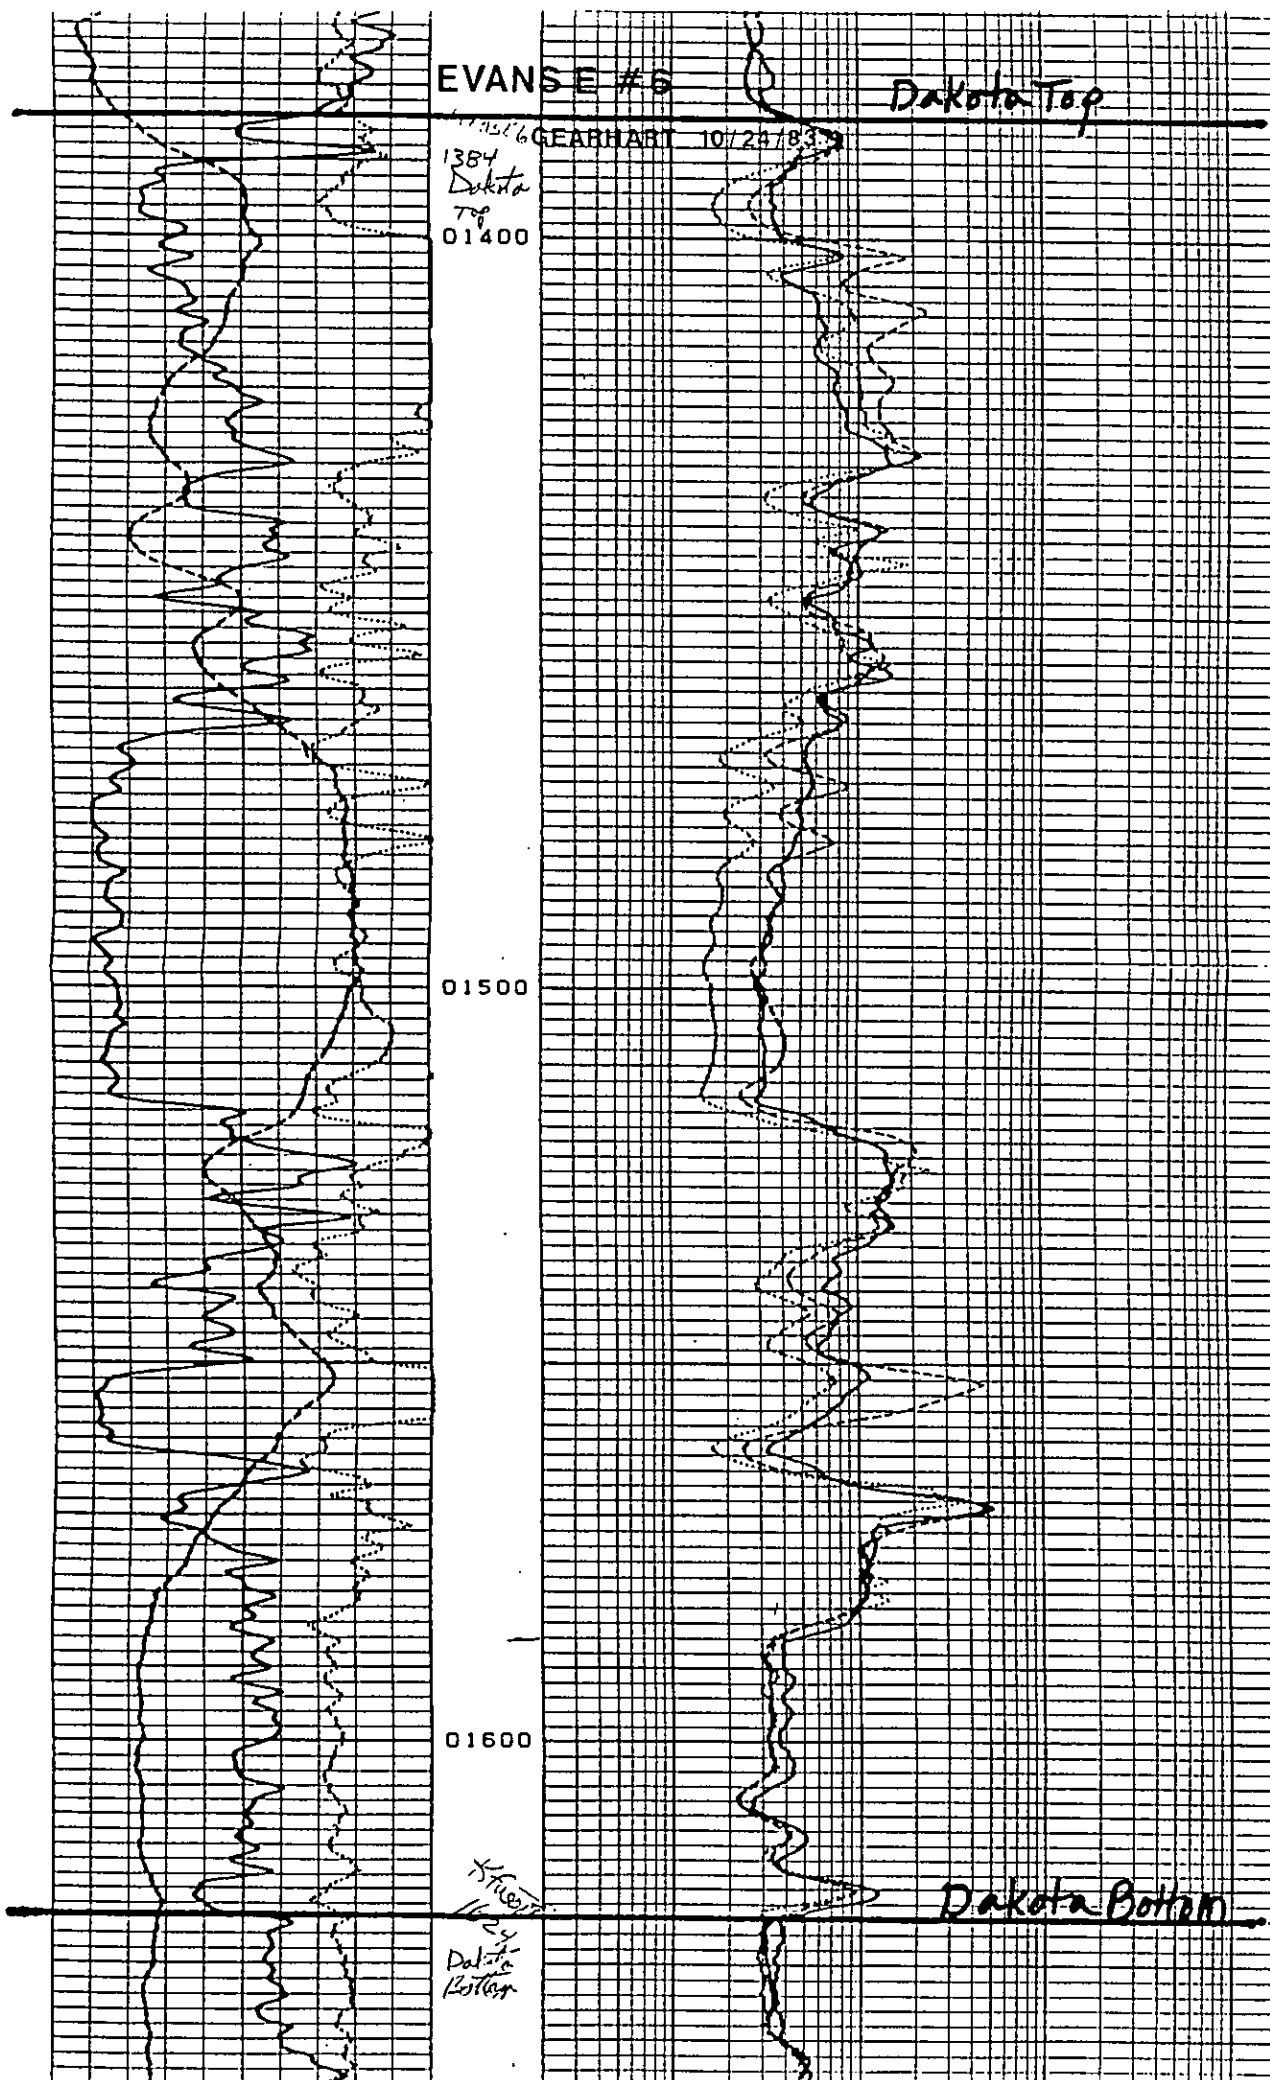 EVANS E # 6
Dakota Top
GEARHART 10/24/83
1384
Dakota
Top
01400
01500
01600
Dakota Bottom
Dakota
Bottom